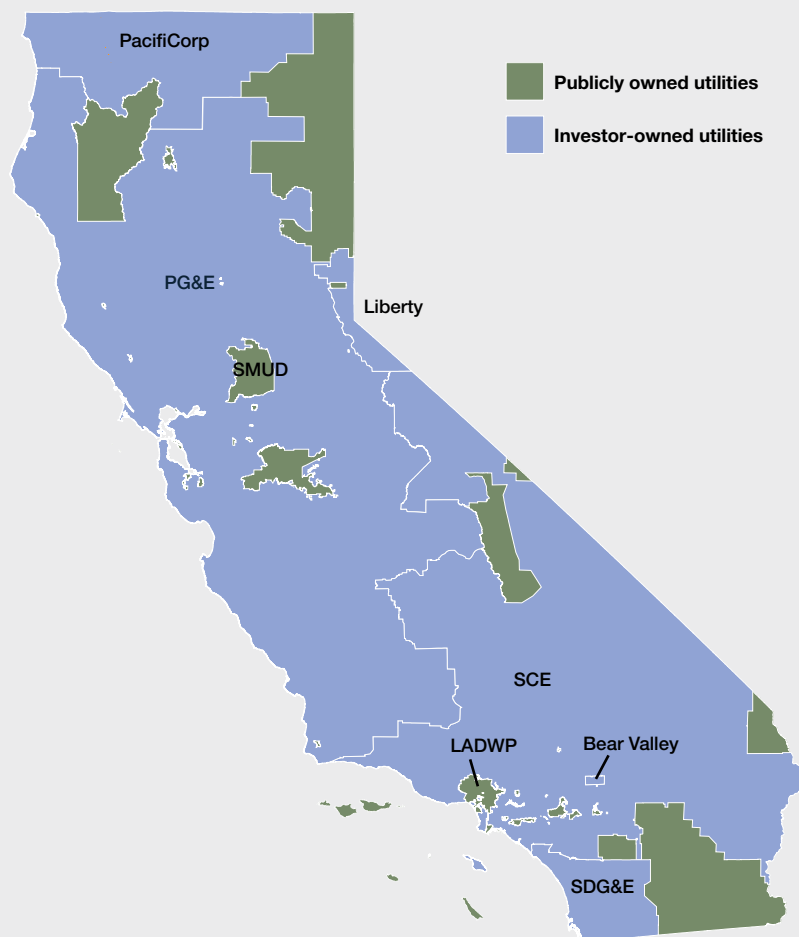 PacifiCorp
Publicly owned utilities
Investor-owned utilities
PG&E
Liberty
SMUD
SCE
LADWP
Bear Valley
SDG&E